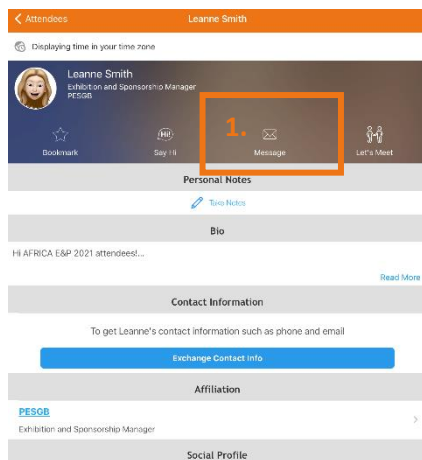 Attendees
Leanne Smith
Displaying time in your time zone
Leanne Smith
Exhibition and Sponsorship Manager
PESGB
1.
Hi!
Bookmark
Say Hi
Message
Let's Meet
Personal Notes
Take Notes
Bio
Hi AFRICA E&P 2021 attendees!...
Read More
Contact Information
To get Leanne's contact information such as phone and email
Exchange Contact Info
Affiliation
PESGB
Exhibition and Sponsorship Manager
Social Profile